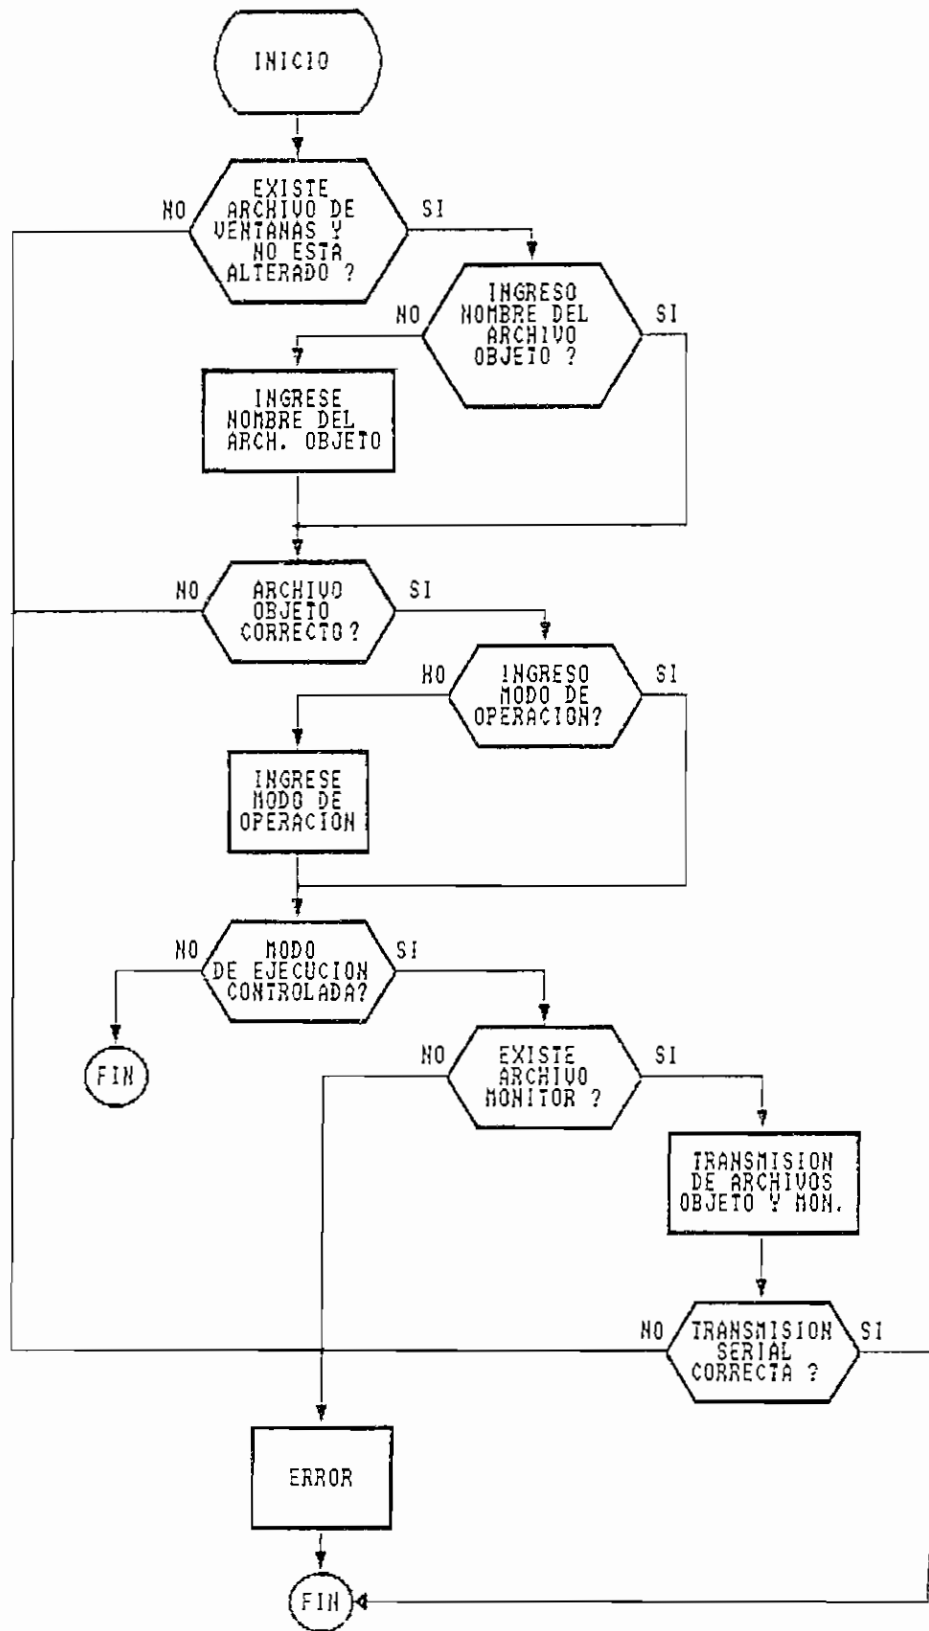 INICIO
EXISTE
ARCHIVO DE
VENTANAS Y
NO ESTA
ALTERADO ?
NO
SI
INGRESO
NOMBRE DEL
ARCHIVO
OBJETO ?
NO
SI
INGRESE
NOMBRE DEL
ARCH. OBJETO
ARCHIVO
OBJETO
CORRECTO?
NO
SI
INGRESO
MODO DE
OPERACION?
NO
SI
INGRESE
MODO DE
OPERACION
MODO
DE EJECUCION
CONTROLADA?
NO
SI
FIN
EXISTE
ARCHIVO
MONITOR ?
NO
SI
TRANSMISION
DE ARCHIVOS
OBJETO Y MON.
TRANSMISION
SERIAL
CORRECTA ?
NO
SI
ERROR
FIN